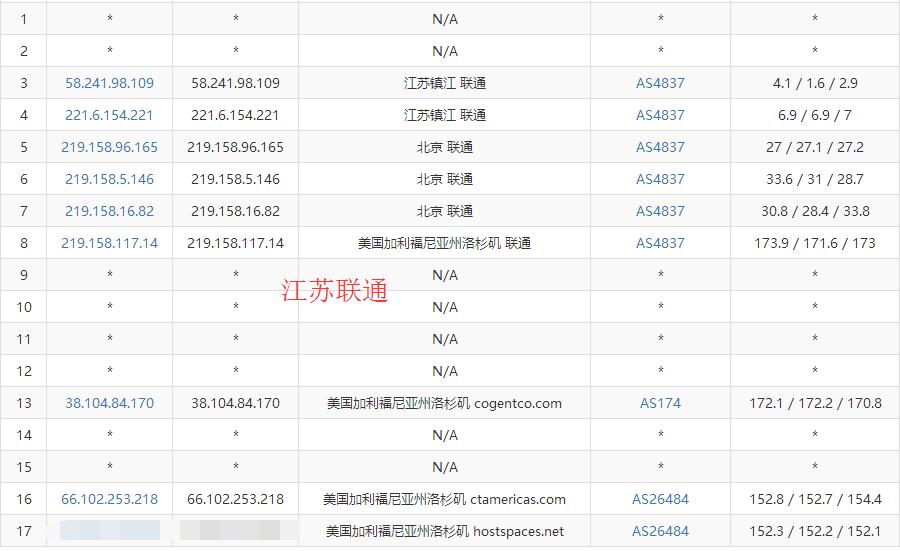 1 * * N/A * *
2 * * N/A * *
3 58.241.98.109 58.241.98.109 江苏镇江 联通 AS4837 4.1 / 1.6 / 2.9
4 221.6.154.221 221.6.154.221 江苏镇江 联通 AS4837 6.9 / 6.9 / 7
5 219.158.96.165 219.158.96.165 北京 联通 AS4837 27 / 27.1 / 27.2
6 219.158.5.146 219.158.5.146 北京 联通 AS4837 33.6 / 31 / 28.7
7 219.158.16.82 219.158.16.82 北京 联通 AS4837 30.8 / 28.4 / 33.8
8 219.158.117.14 219.158.117.14 美国加利福尼亚州洛杉矶 联通 AS4837 173.9 / 171.6 / 173
9 * * N/A * *
江苏联通
10 * * N/A * *
11 * * N/A * *
12 * * N/A * *
13 38.104.84.170 38.104.84.170 美国加利福尼亚州洛杉矶 cogentco.com AS174 172.1 / 172.2 / 170.8
14 * * N/A * *
15 * * N/A * *
16 66.102.253.218 66.102.253.218 美国加利福尼亚州洛杉矶 ctamericas.com AS26484 152.8 / 152.7 / 154.4
17 美国加利福尼亚州洛杉矶 hostspaces.net AS26484 152.3 / 152.2 / 152.1